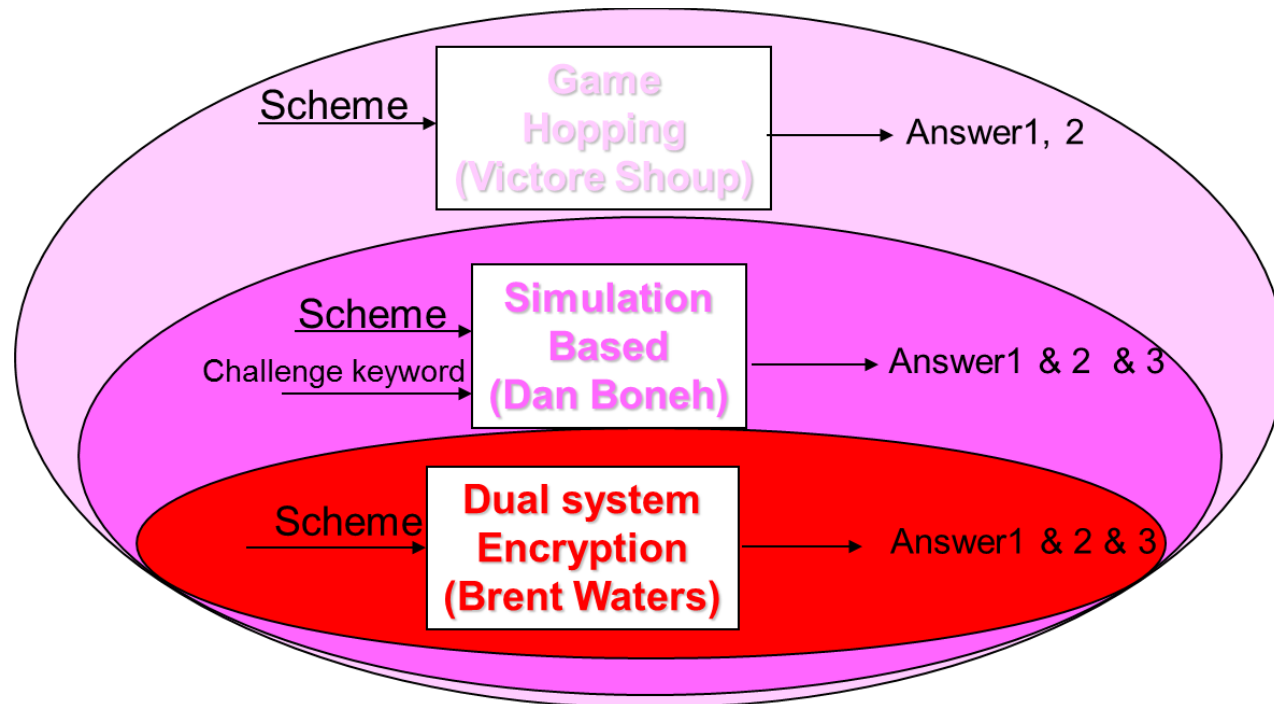 Game
Scheme
Hopping
Answer1, 2
(Victore Shoup)
Simulation
Scheme
Based
Answer1 & 2 & 3
Challenge keyword
(Dan Boneh)
Dual system
Scheme
Encryption
Answer1 & 2 & 3
(Brent Waters)